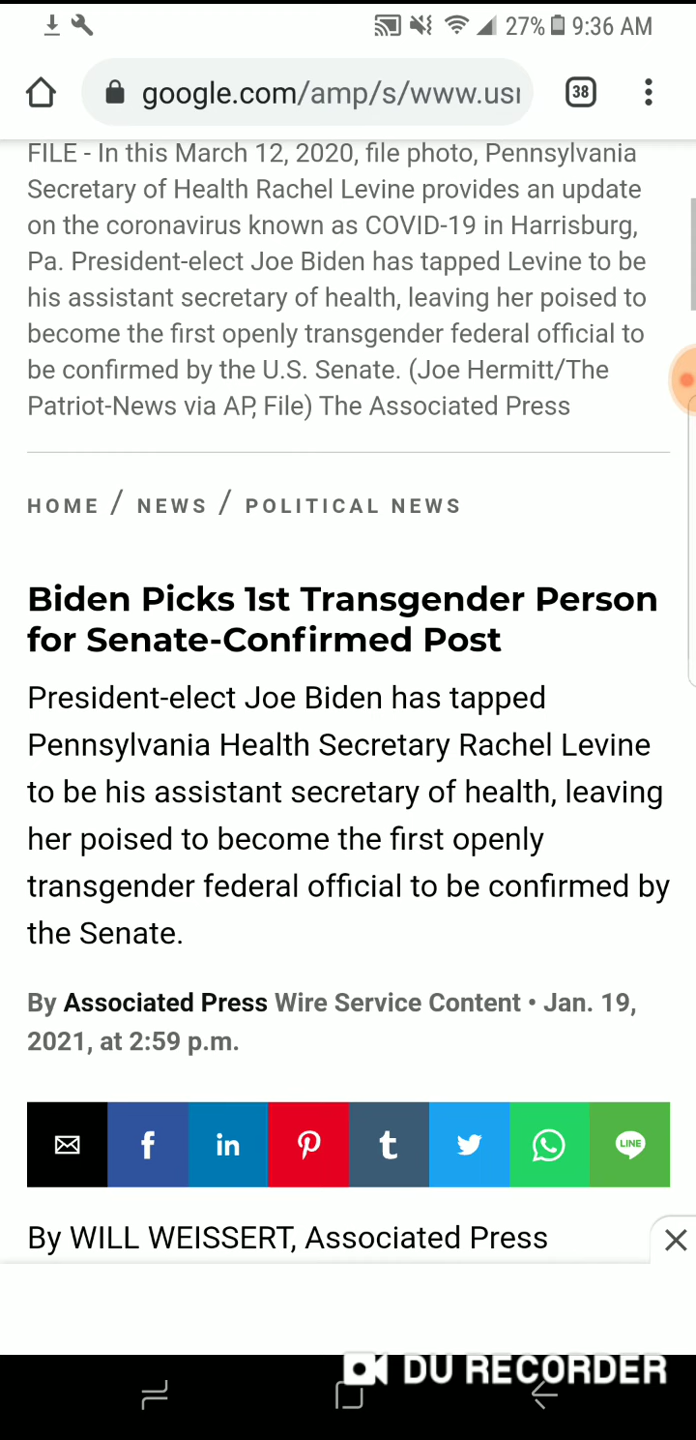 27% 9:36 AM
google.com/amp/s/www.usr
38
FILE - In this March 12, 2020, file photo, Pennsylvania
Secretary of Health Rachel Levine provides an update
on the coronavirus known as COVID-19 in Harrisburg,
Pa. President-elect Joe Biden has tapped Levine to be
his assistant secretary of health, leaving her poised to
become the first openly transgender federal official to
be confirmed by the U.S. Senate. (Joe Hermitt/The
Patriot-News via AP, File) The Associated Press
HOME / NEWS / POLITICAL NEWS
Biden Picks 1st Transgender Person
for Senate-Confirmed Post
President-elect Joe Biden has tapped
Pennsylvania Health Secretary Rachel Levine
to be his assistant secretary of health, leaving
her poised to become the first openly
transgender federal official to be confirmed by
the Senate.
By Associated Press Wire Service Content • Jan. 19,
2021, at 2:59 p.m.
LINE
By WILL WEISSERT, Associated Press
DU RECORDER